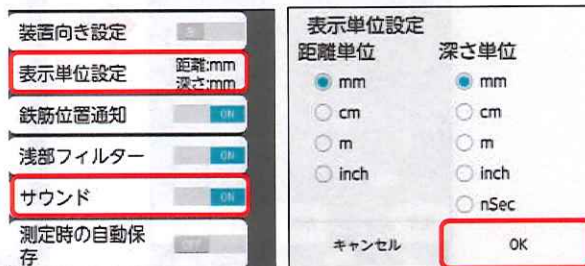 装置向き設定
表示単位設定
距離:mm
深さ:mm
鉄筋位置通知
ON
浅部フィルター
ON
サウンド
ON
測定時の自動保
存
OFF
表示単位設定
距離単位
深さ単位
mm
mm
cm
cm
m
m
inch
inch
nSec
キャンセル
OK